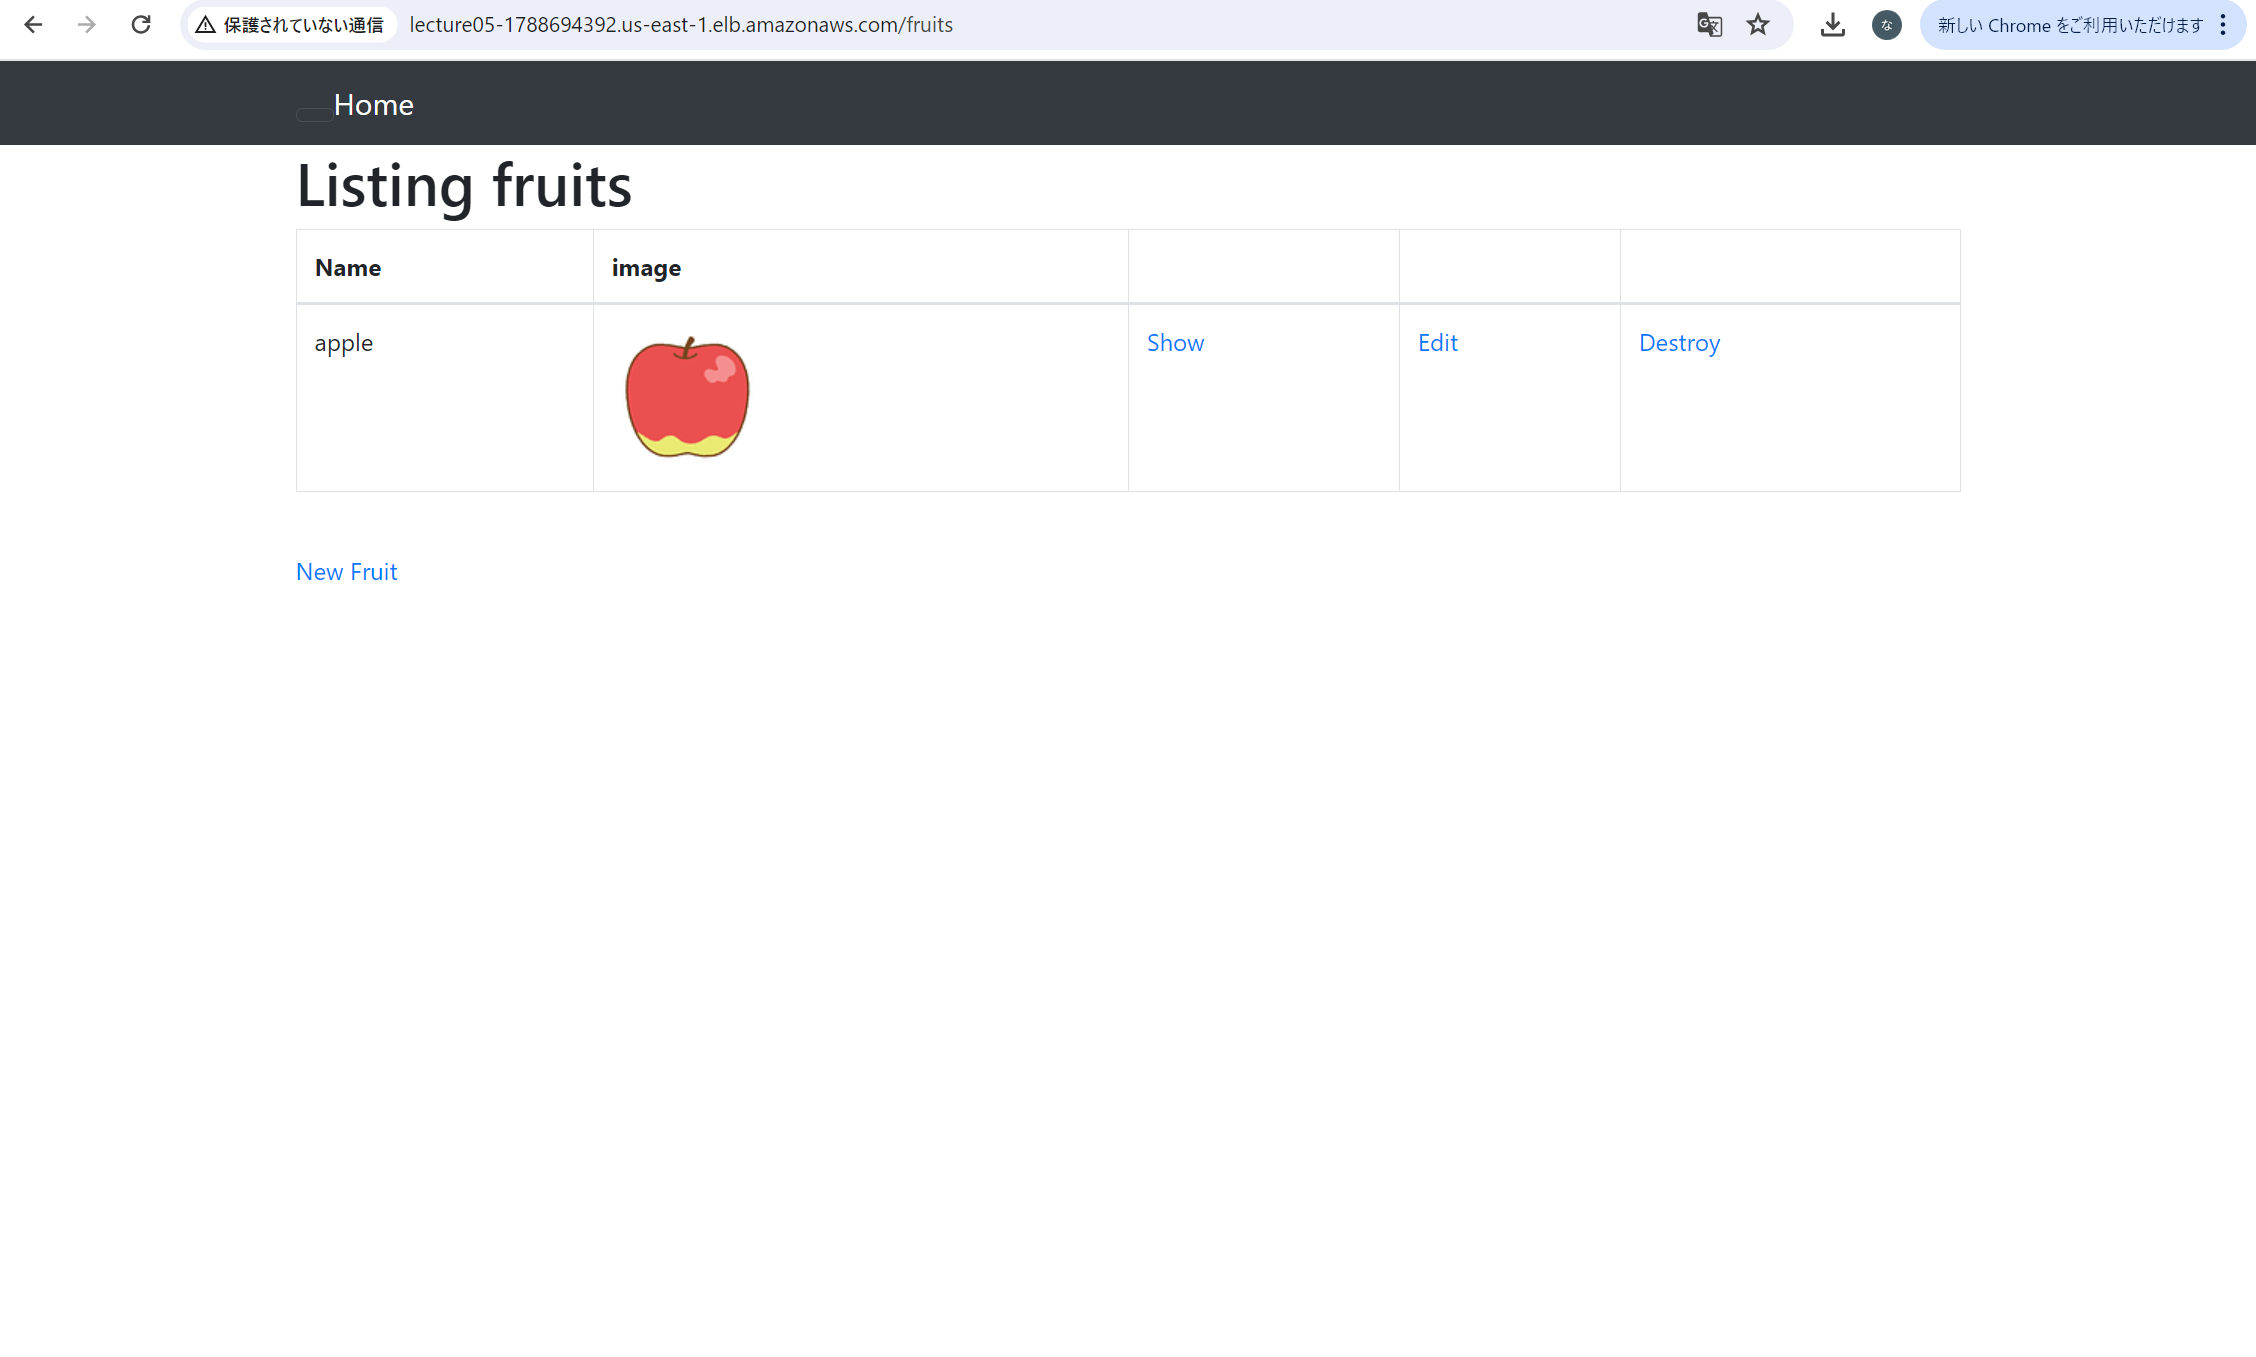 保護されていない通信 lecture05-1788694392.us-east-1.elb.amazonaws.com/fruits な 新しい Chrome をご利用いただけます
Home
Listing fruits
Name image
apple Show Edit Destroy
New Fruit